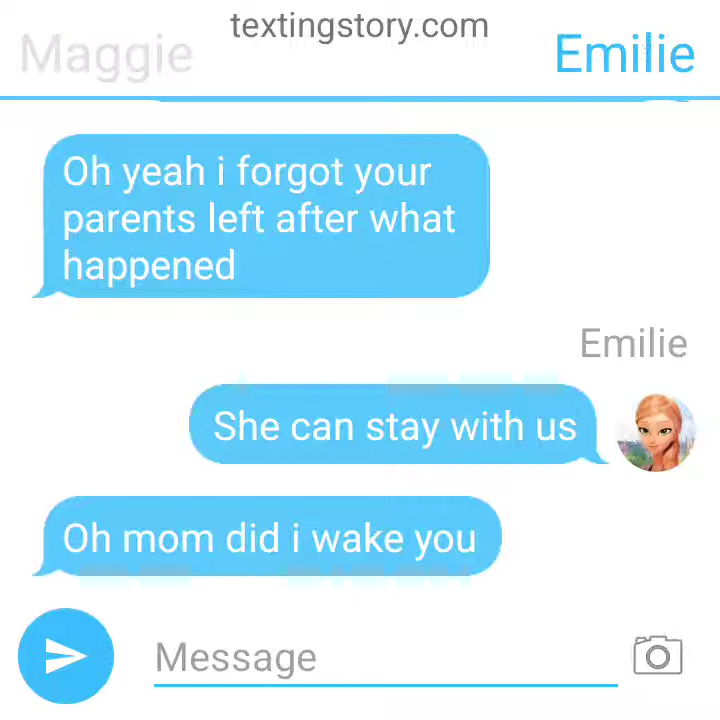 textingstory.com
Maggie
Emilie
Oh yeah i forgot your
parents left after what
happened
Emilie
She can stay with us
Oh mom did i wake you
Message